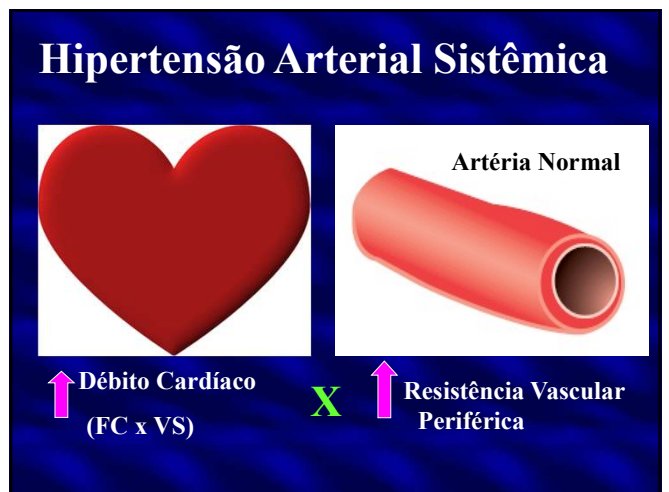 Hipertensão Arterial Sistêmica
Artéria Normal
Débito Cardíaco
(FC x VS)
X
Resistência Vascular
Periférica